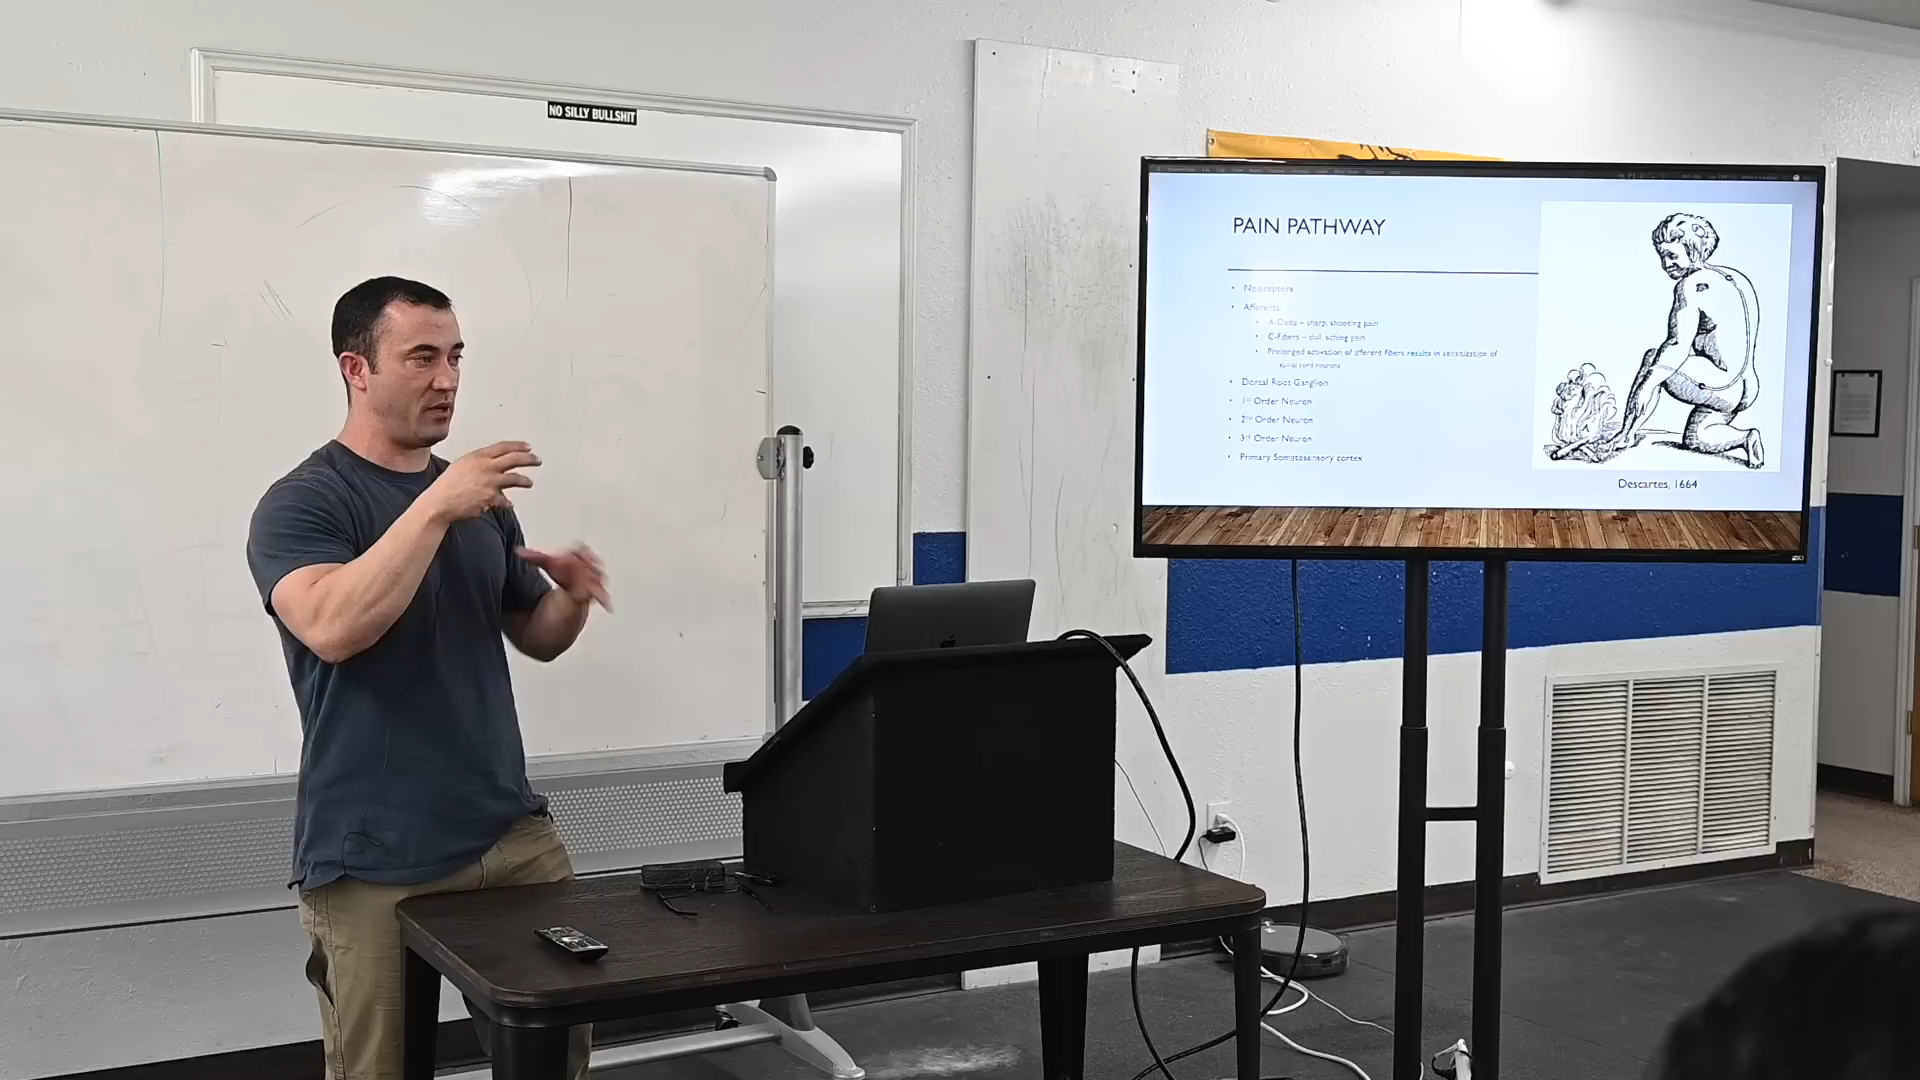 NO SILLY BULLSHIT
PAIN PATHWAY
• Nociceptors
• Afferents
• A-Delta – sharp, shooting pain
• C-Fibers – dull, aching pain
• Prolonged activation of afferent fibers results in sensitization of
spinal cord neurons
• Dorsal Root Ganglion
• 1st Order Neuron
• 2nd Order Neuron
• 3rd Order Neuron
• Primary Somatosensory cortex
Descartes, 1664